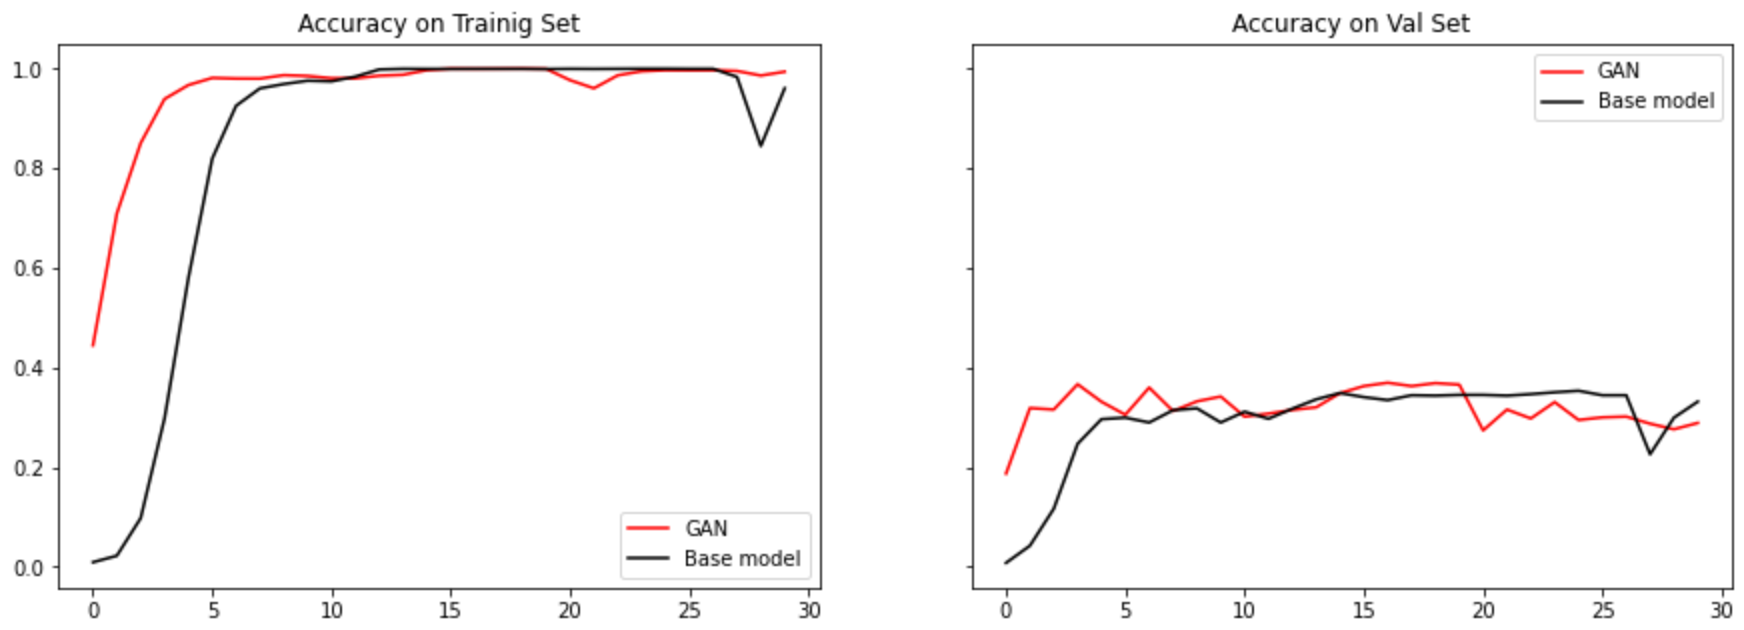 Accuracy on Trainig Set
1.0
0.8
0.6
0.4
0.2
0.0
0 5 10 15 20 25 30
GAN
Base model
Accuracy on Val Set
GAN
Base model
0 5 10 15 20 25 30